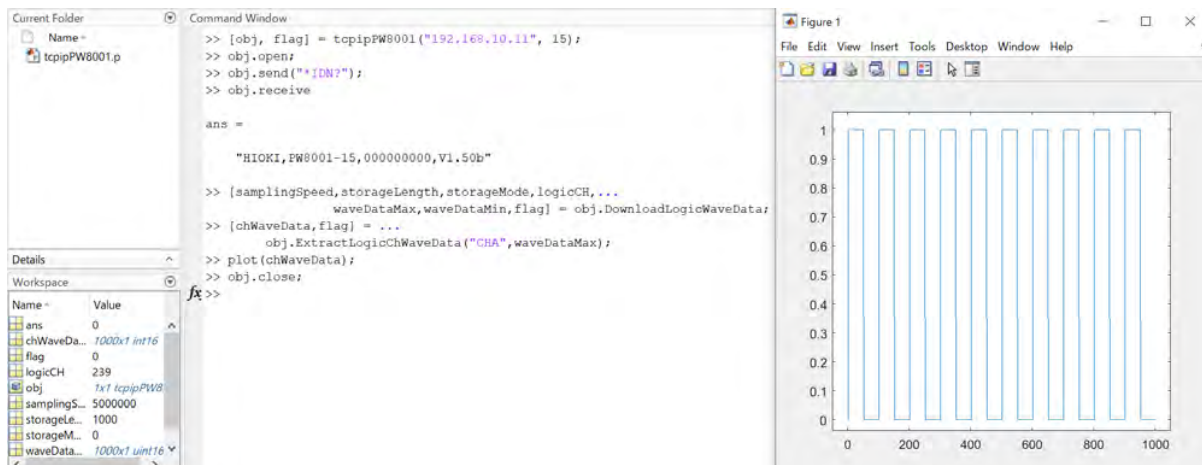 Current Folder
Name
tcpipPW8001.p
Details
Workspace
Name Value
ans 0
chWaveDa... 1000x1 int16
flag 0
logicCH 239
obj 1x1 tcpipPW8
samplingS... 5000000
storageLe... 1000
storageM... 0
waveData... 1000x1 uint16
Command Window
>> [obj, flag] = tcpipPW8001("192.168.10.11", 15);
>> obj.open;
>> obj.send("*IDN?");
>> obj.receive
ans =
"HIOKI,PW8001-15,000000000,V1.50b"
>> [samplingSpeed,storageLength,storageMode,logicCH,...
waveDataMax,waveDataMin,flag] = obj.DownloadLogicWaveData;
>> [chWaveData,flag] = ...
obj.ExtractLogicChWaveData("CHA",waveDataMax);
>> plot(chWaveData);
>> obj.close;
fx >>
Figure 1
File Edit View Insert Tools Desktop Window Help
1
0.9
0.8
0.7
0.6
0.5
0.4
0.3
0.2
0.1
0
0 200 400 600 800 1000